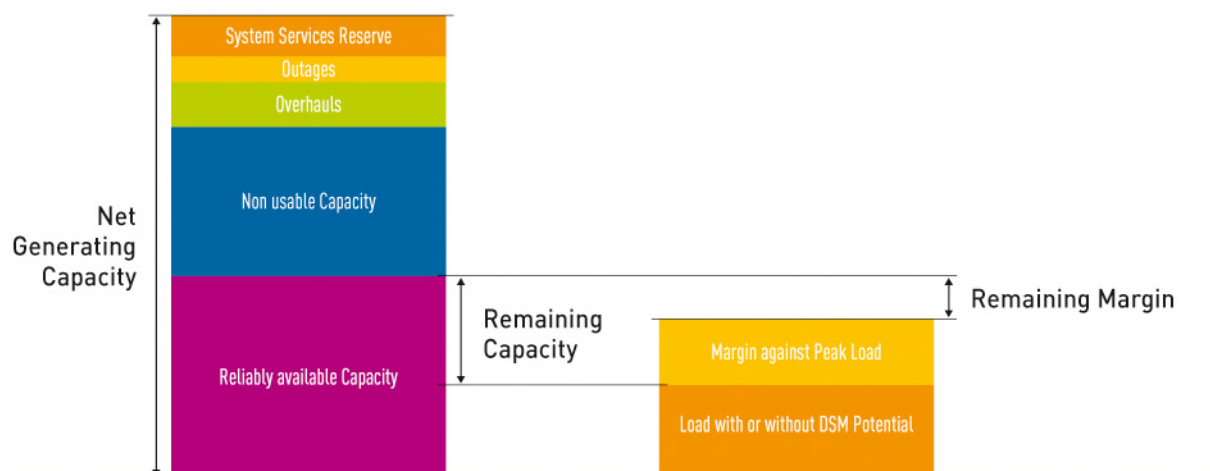 System Services Reserve
Outages
Overhauls
Non usable Capacity
Net
Generating
Capacity
Reliably available Capacity
Remaining
Capacity
Remaining Margin
Margin against Peak Load
Load with or without DSM Potential